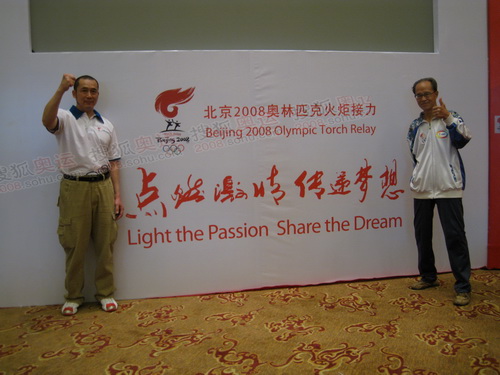 北京2008奥林匹克火炬接力
Beijing 2008 Olympic Torch Relay
Beijing 2008
点燃激情 传递梦想
Light the Passion Share the Dream